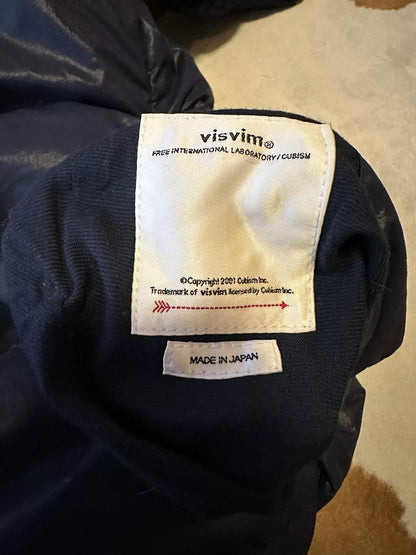 visvim®
FREE INTERNATIONAL LABORATORY/CUBISM
©Copyright 2001 Cubism Inc.
Trademark of visvim licensed by Cubism Inc.
MADE IN JAPAN